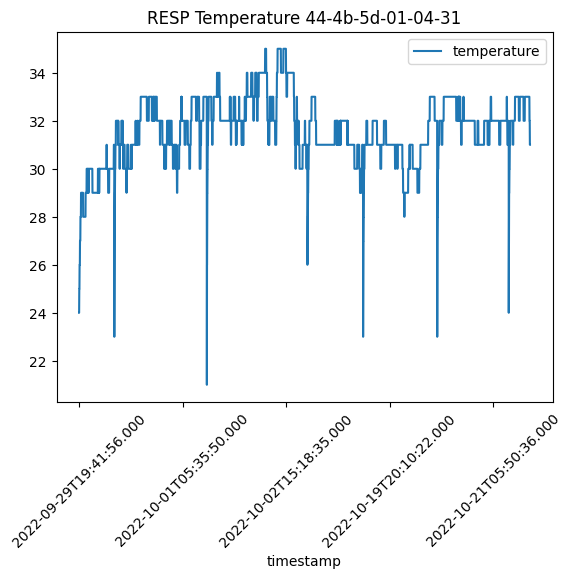 RESP Temperature 44-4b-5d-01-04-31
temperature
34
32
30
28
26
24
22
2022-09-29T19:41:56.000
2022-10-01T05:35:50.000
2022-10-02T15:18:35.000
2022-10-19T20:10:22.000
2022-10-21T05:50:36.000
timestamp